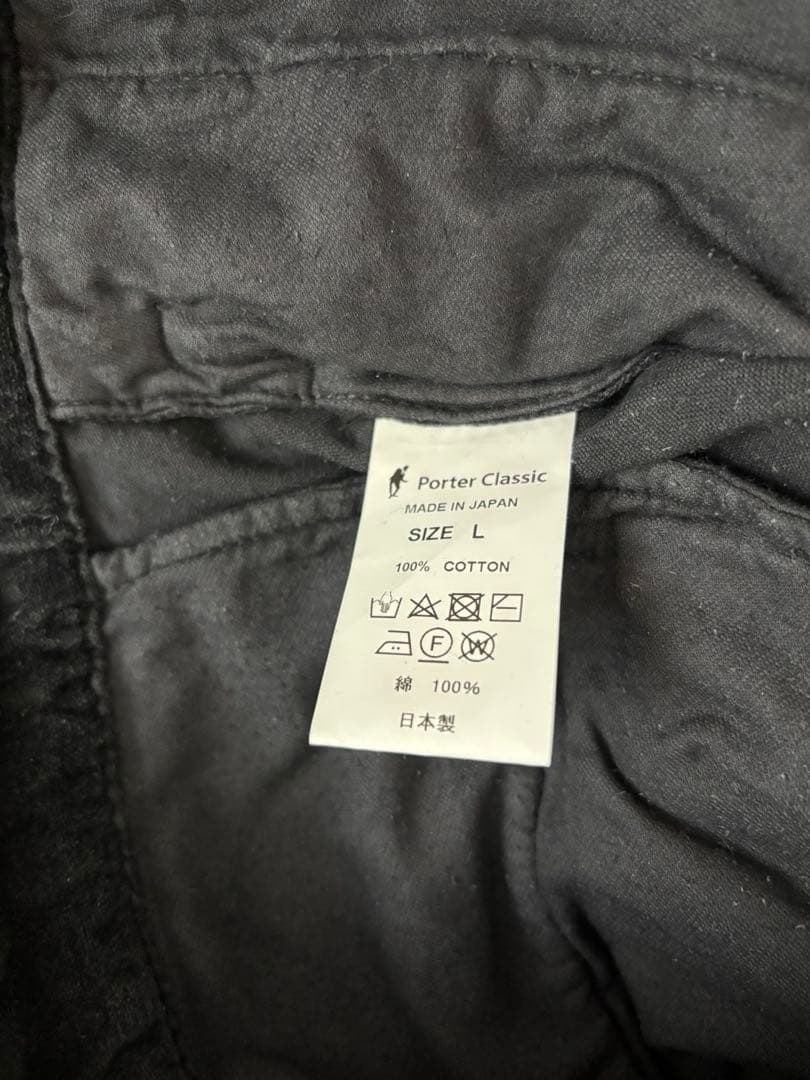 Porter Classic
MADE IN JAPAN
SIZE L
100% COTTON
F W
綿 100%
日本製